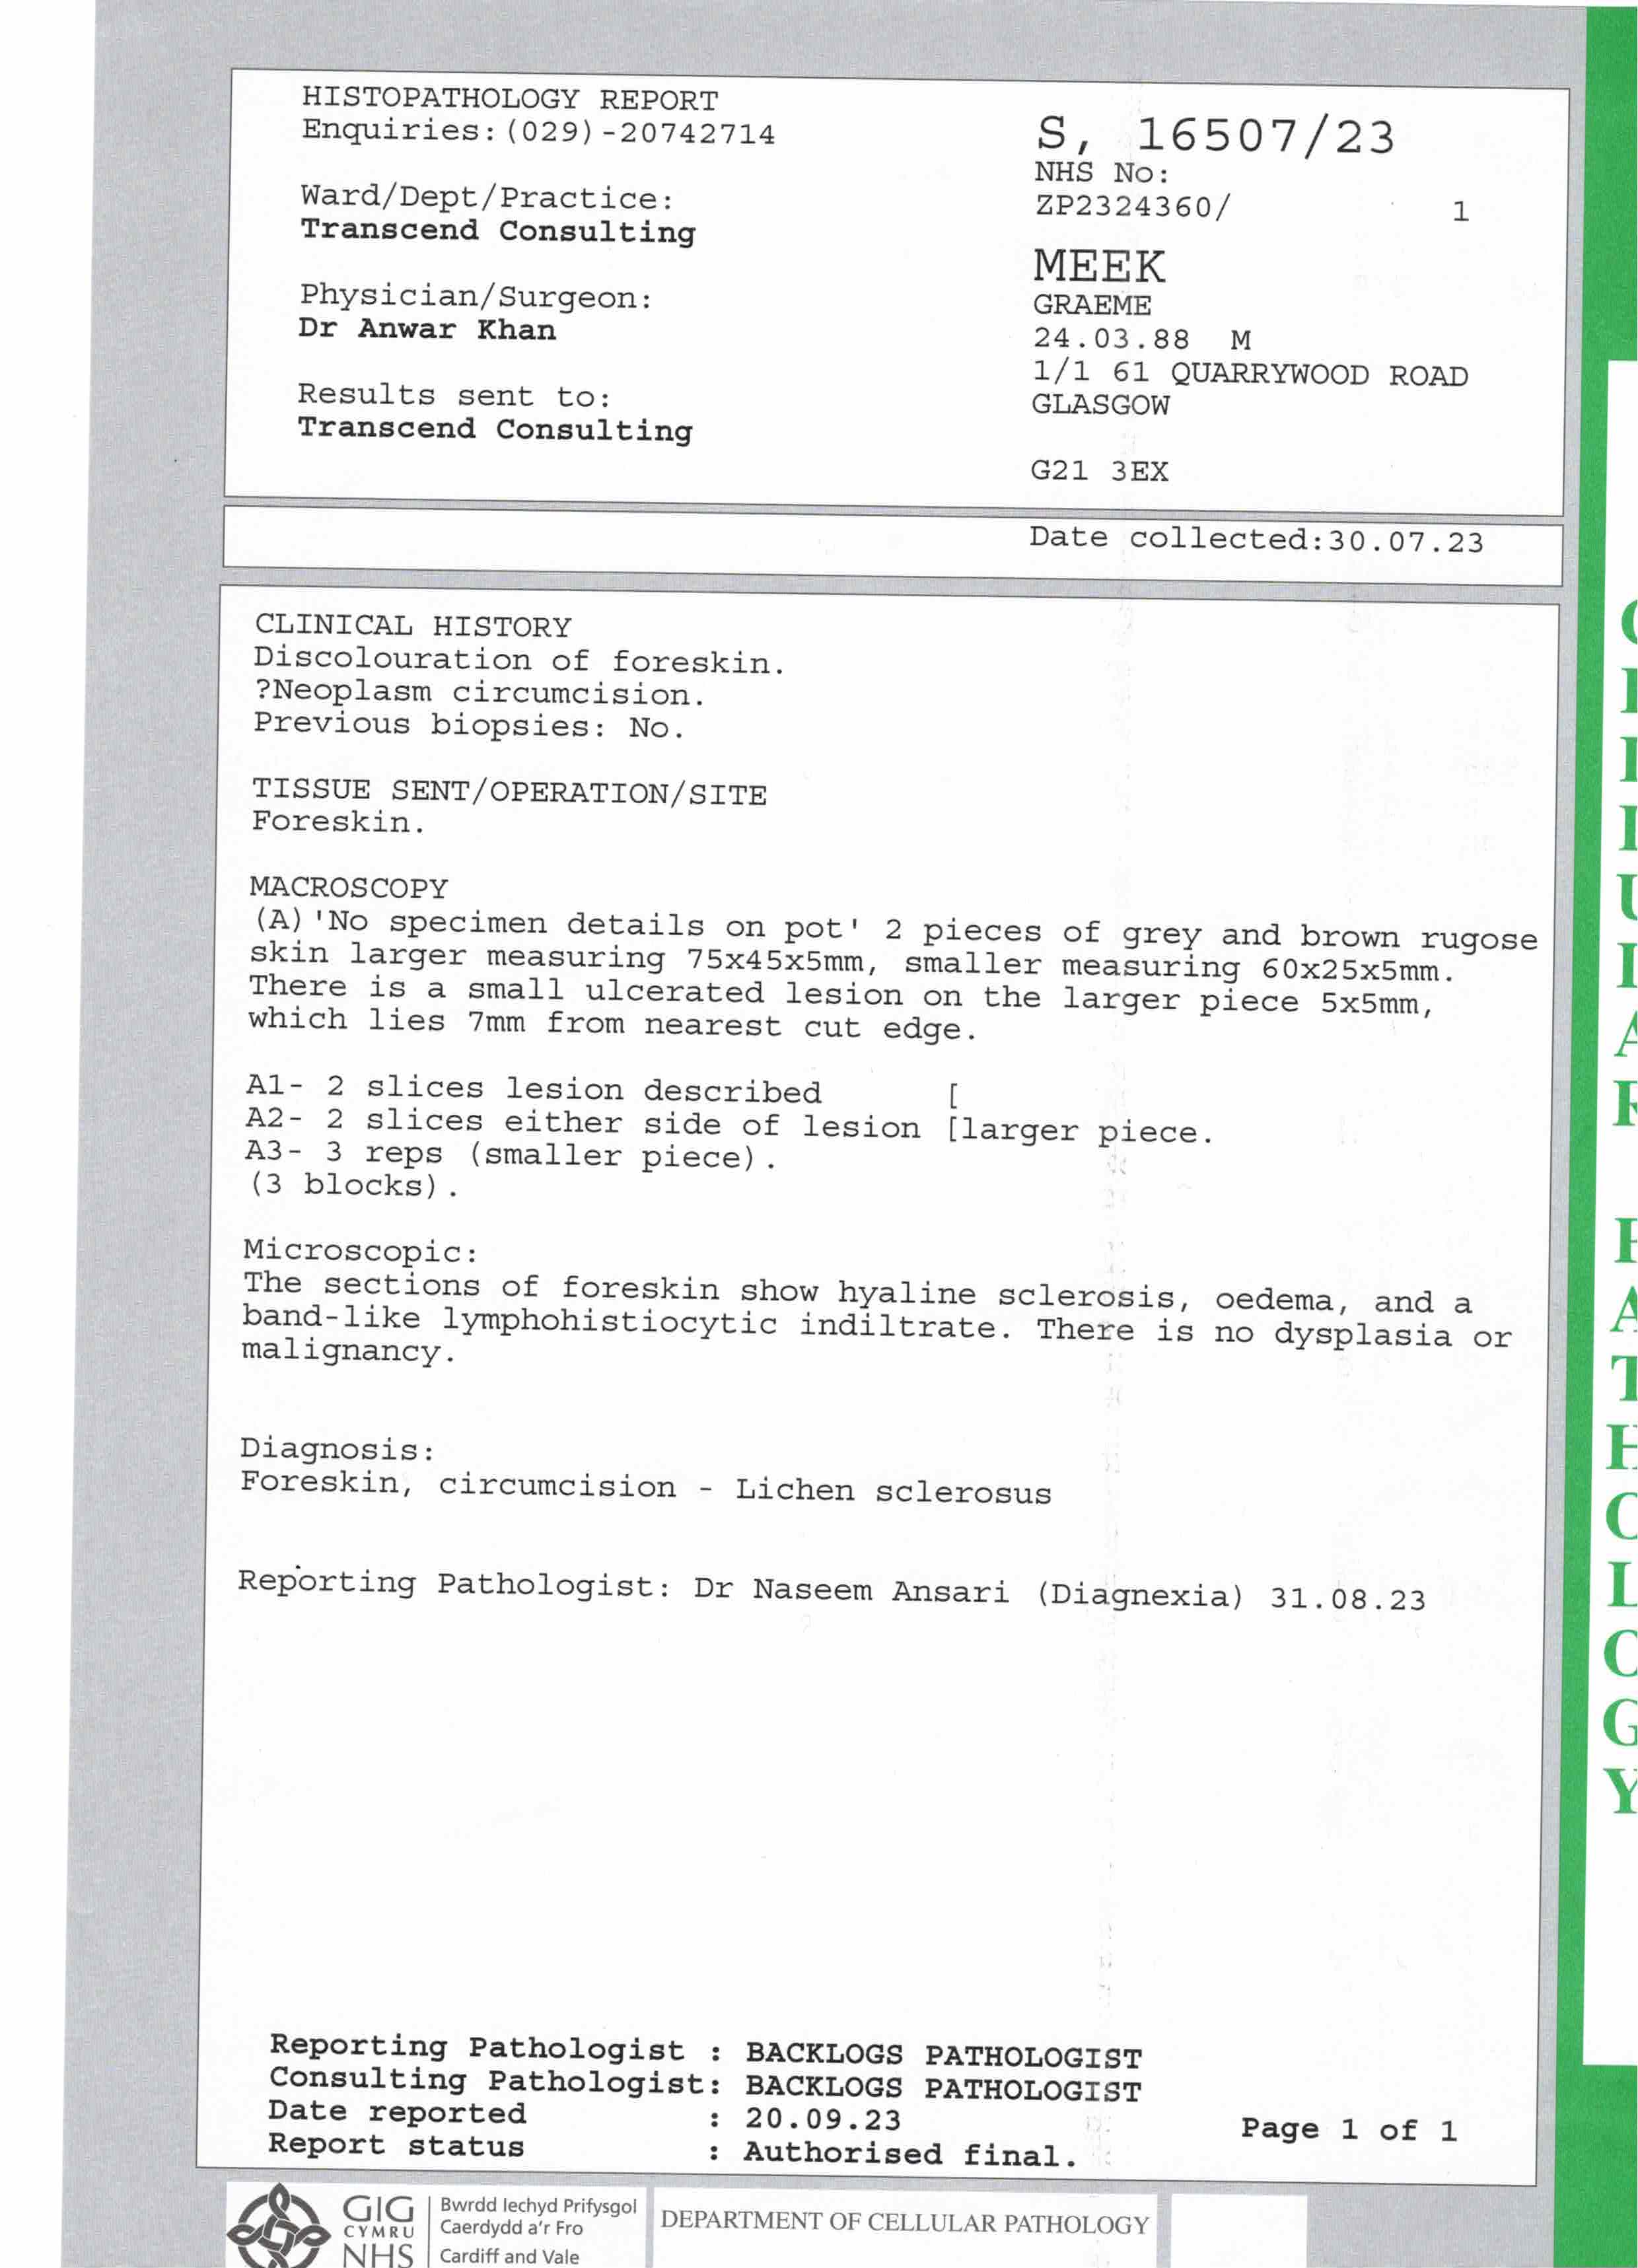 HISTOPATHOLOGY REPORT
Enquiries:(029)-20742714
Ward/Dept/Practice:
Transcend Consulting
Physician/Surgeon:
Dr Anwar Khan
Results sent to:
Transcend Consulting
S, 16507/23
NHS No:
ZP2324360/ 1
MEEK
GRAEME
24.03.88 M
1/1 61 QUARRYWOOD ROAD
GLASGOW
G21 3EX
Date collected:30.07.23
CLINICAL HISTORY
Discolouration of foreskin.
?Neoplasm circumcision.
Previous biopsies: No.
TISSUE SENT/OPERATION/SITE
Foreskin.
MACROSCOPY
(A)'No specimen details on pot' 2 pieces of grey and brown rugose
skin larger measuring 75x45x5mm, smaller measuring 60x25x5mm.
There is a small ulcerated lesion on the larger piece 5x5mm,
which lies 7mm from nearest cut edge.
A1- 2 slices lesion described [
A2- 2 slices either side of lesion [larger piece.
A3- 3 reps (smaller piece).
(3 blocks).
Microscopic:
The sections of foreskin show hyaline sclerosis, oedema, and a
band-like lymphohistiocytic indiltrate. There is no dysplasia or
malignancy.
Diagnosis:
Foreskin, circumcision - Lichen sclerosus
Reporting Pathologist: Dr Naseem Ansari (Diagnexia) 31.08.23
Reporting Pathologist : BACKLOGS PATHOLOGIST
Consulting Pathologist: BACKLOGS PATHOLOGIST
Date reported : 20.09.23
Report status : Authorised final.
Page 1 of 1
GIG
CYMRU
NHS
Bwrdd Iechyd Prifysgol
Caerdydd a'r Fro
Cardiff and Vale
DEPARTMENT OF CELLULAR PATHOLOGY